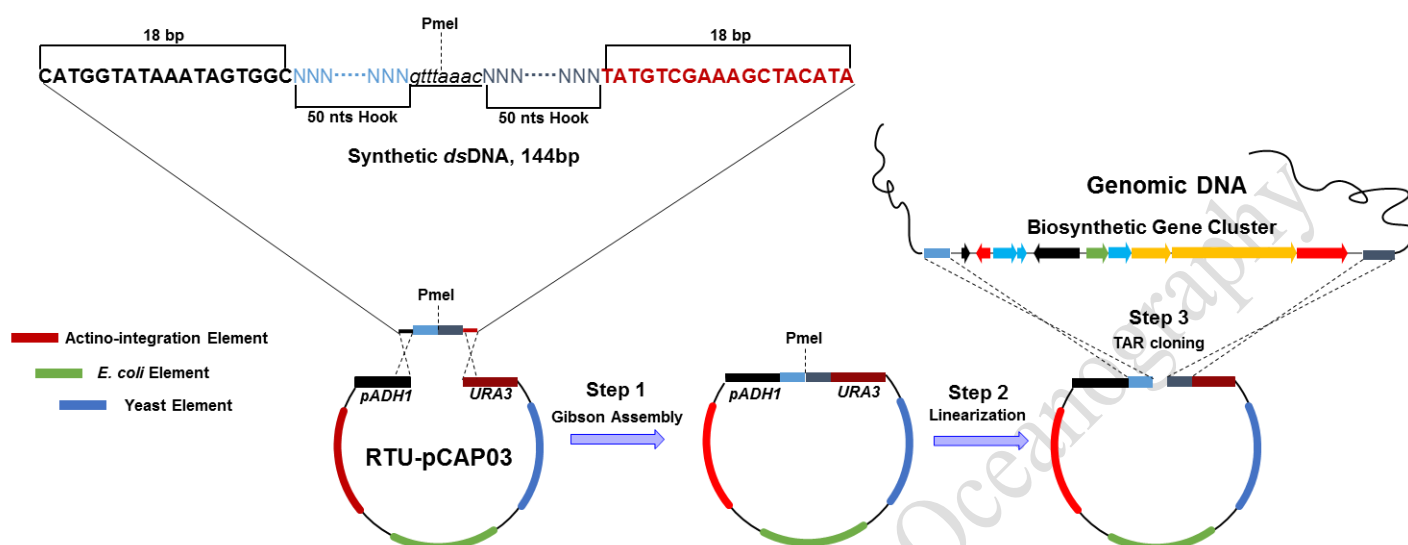 PmeI
18 bp
18 bp
CATGGTATAAATAGTGGCNNN·····NNNgtttaaacNNN·····NNNTATGTCGAAAGCTACATA
50 nts Hook
50 nts Hook
Synthetic dsDNA, 144bp
Genomic DNA
Biosynthetic Gene Cluster
PmeI
Actino-integration Element
E. coli Element
Yeast Element
pADH1
URA3
RTU-pCAP03
Step 1
Gibson Assembly
PmeI
pADH1
URA3
Step 2
Linearization
Step 3
TAR cloning
Oceanography